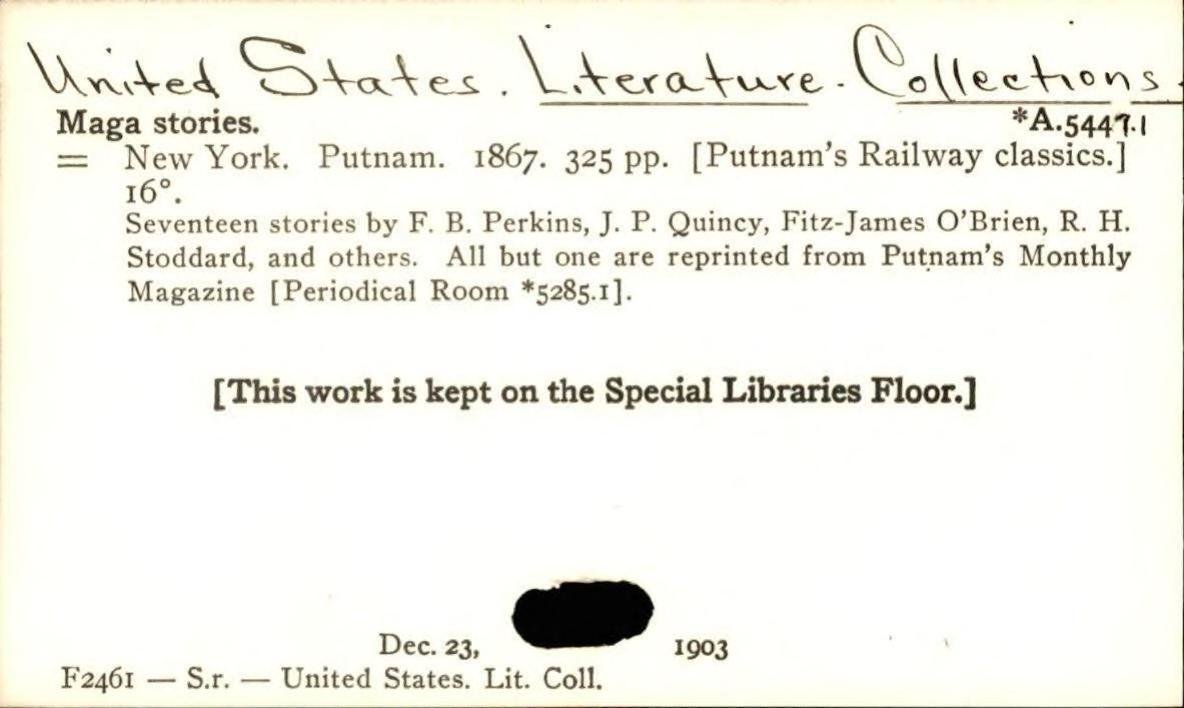 United States. Literature. Collections.
Maga stories. *A.5447.1
= New York. Putnam. 1867. 325 pp. [Putnam's Railway classics.]
16°.
Seventeen stories by F. B. Perkins, J. P. Quincy, Fitz-James O'Brien, R. H.
Stoddard, and others. All but one are reprinted from Putnam's Monthly
Magazine [Periodical Room *5285.1].
[This work is kept on the Special Libraries Floor.]
Dec. 23, 1903
F2461 — S.r. — United States. Lit. Coll.